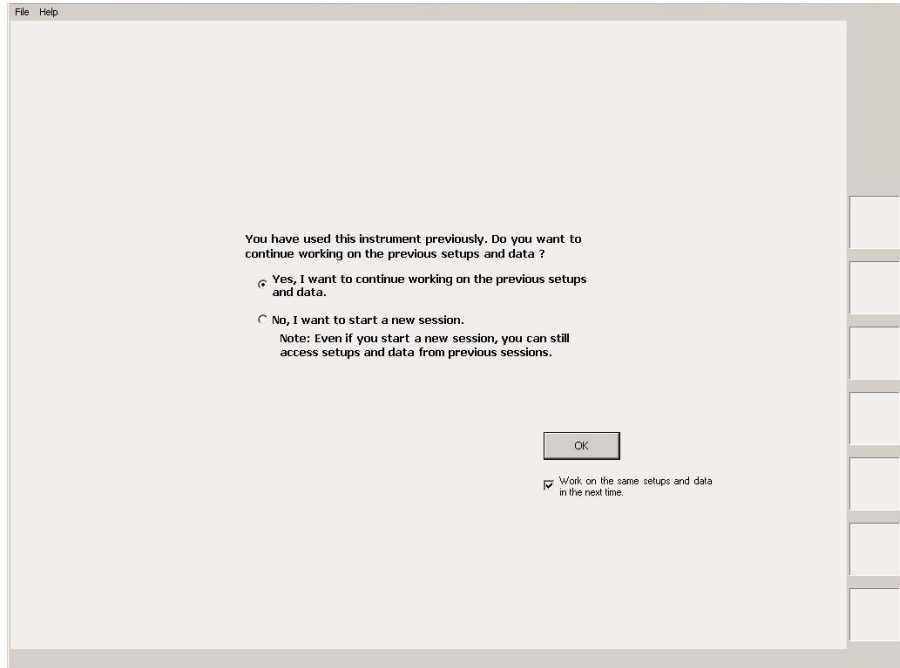 File Help
You have used this instrument previously. Do you want to
continue working on the previous setups and data ?
Yes, I want to continue working on the previous setups
and data.
No, I want to start a new session.
Note: Even if you start a new session, you can still
access setups and data from previous sessions.
OK
Work on the same setups and data
in the next time.